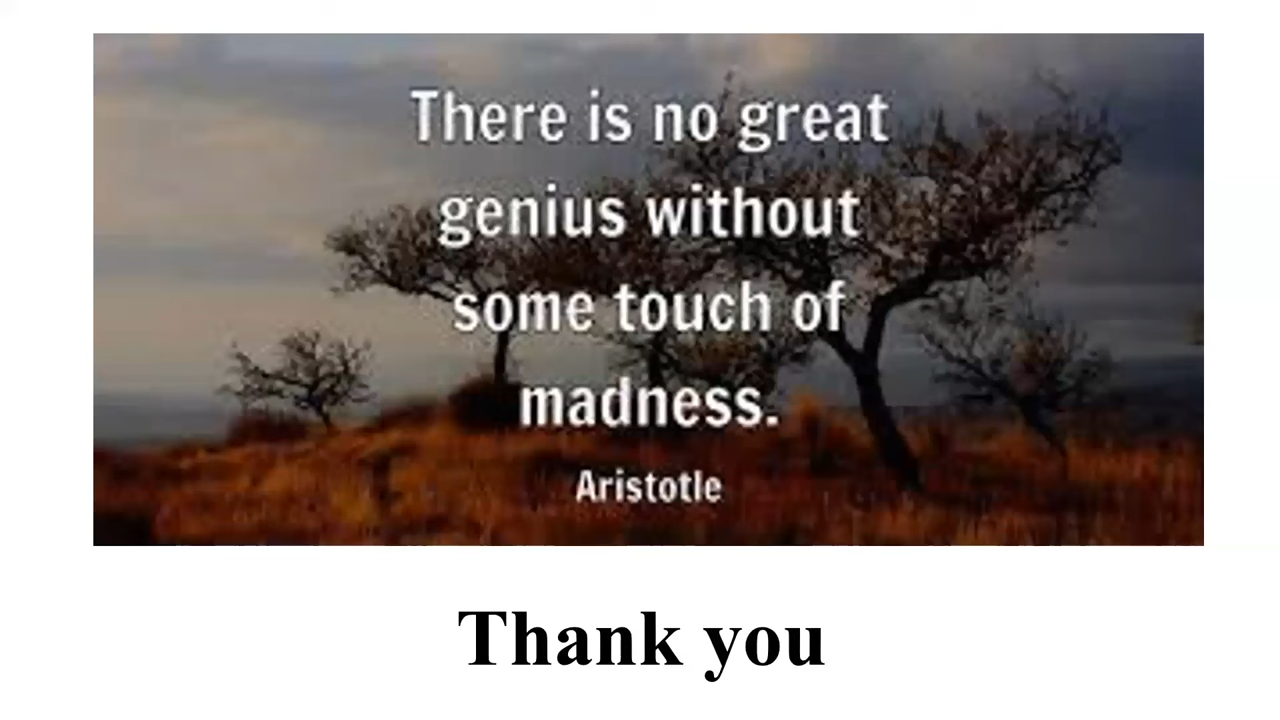 There is no great
genius without
some touch of
madness.
Aristotle
Thank you